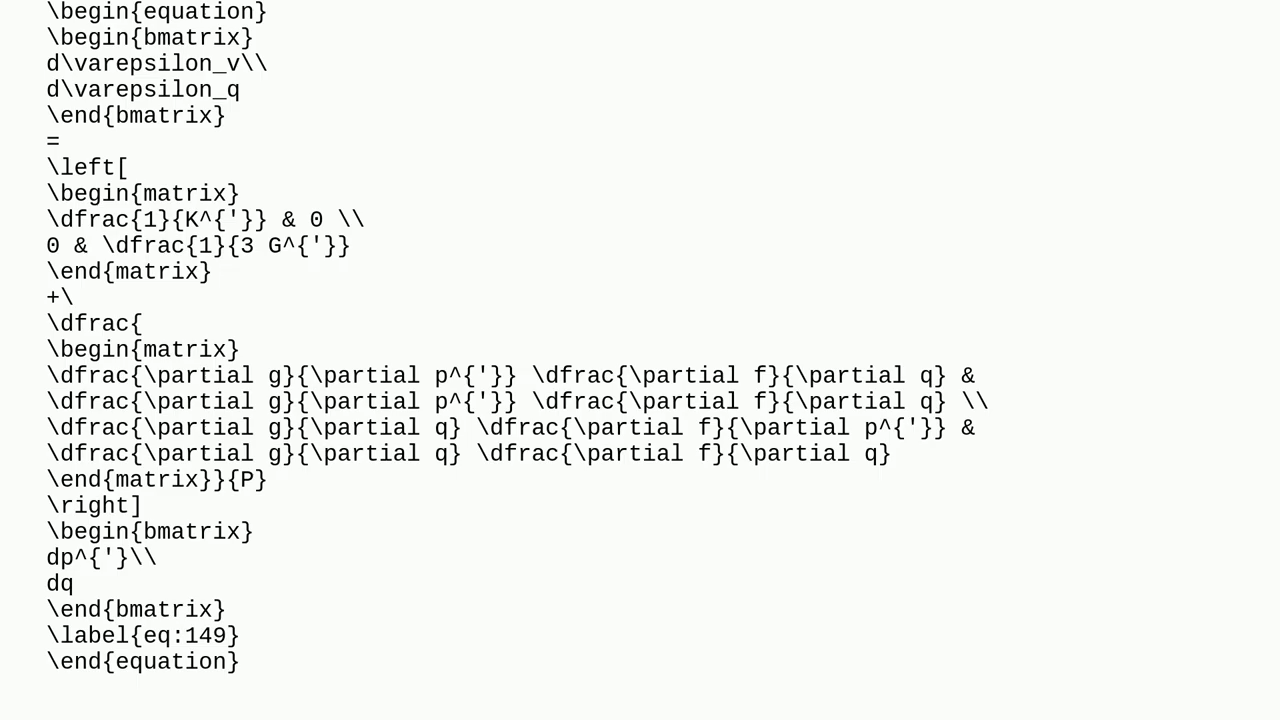 \begin{equation}
\begin{bmatrix}
d\varepsilon_v\\
d\varepsilon_q
\end{bmatrix}
=
\left[
\begin{matrix}
\dfrac{1}{K^{'}} & 0 \\
0 & \dfrac{1}{3 G^{'}}
\end{matrix}
+\
\dfrac{
\begin{matrix}
\dfrac{\partial g}{\partial p^{'}} \dfrac{\partial f}{\partial q} &
\dfrac{\partial g}{\partial p^{'}} \dfrac{\partial f}{\partial q} \\
\dfrac{\partial g}{\partial q} \dfrac{\partial f}{\partial p^{'}} &
\dfrac{\partial g}{\partial q} \dfrac{\partial f}{\partial q}
\end{matrix}}{P}
\right]
\begin{bmatrix}
dp^{'}\\
dq
\end{bmatrix}
\label{eq:149}
\end{equation}